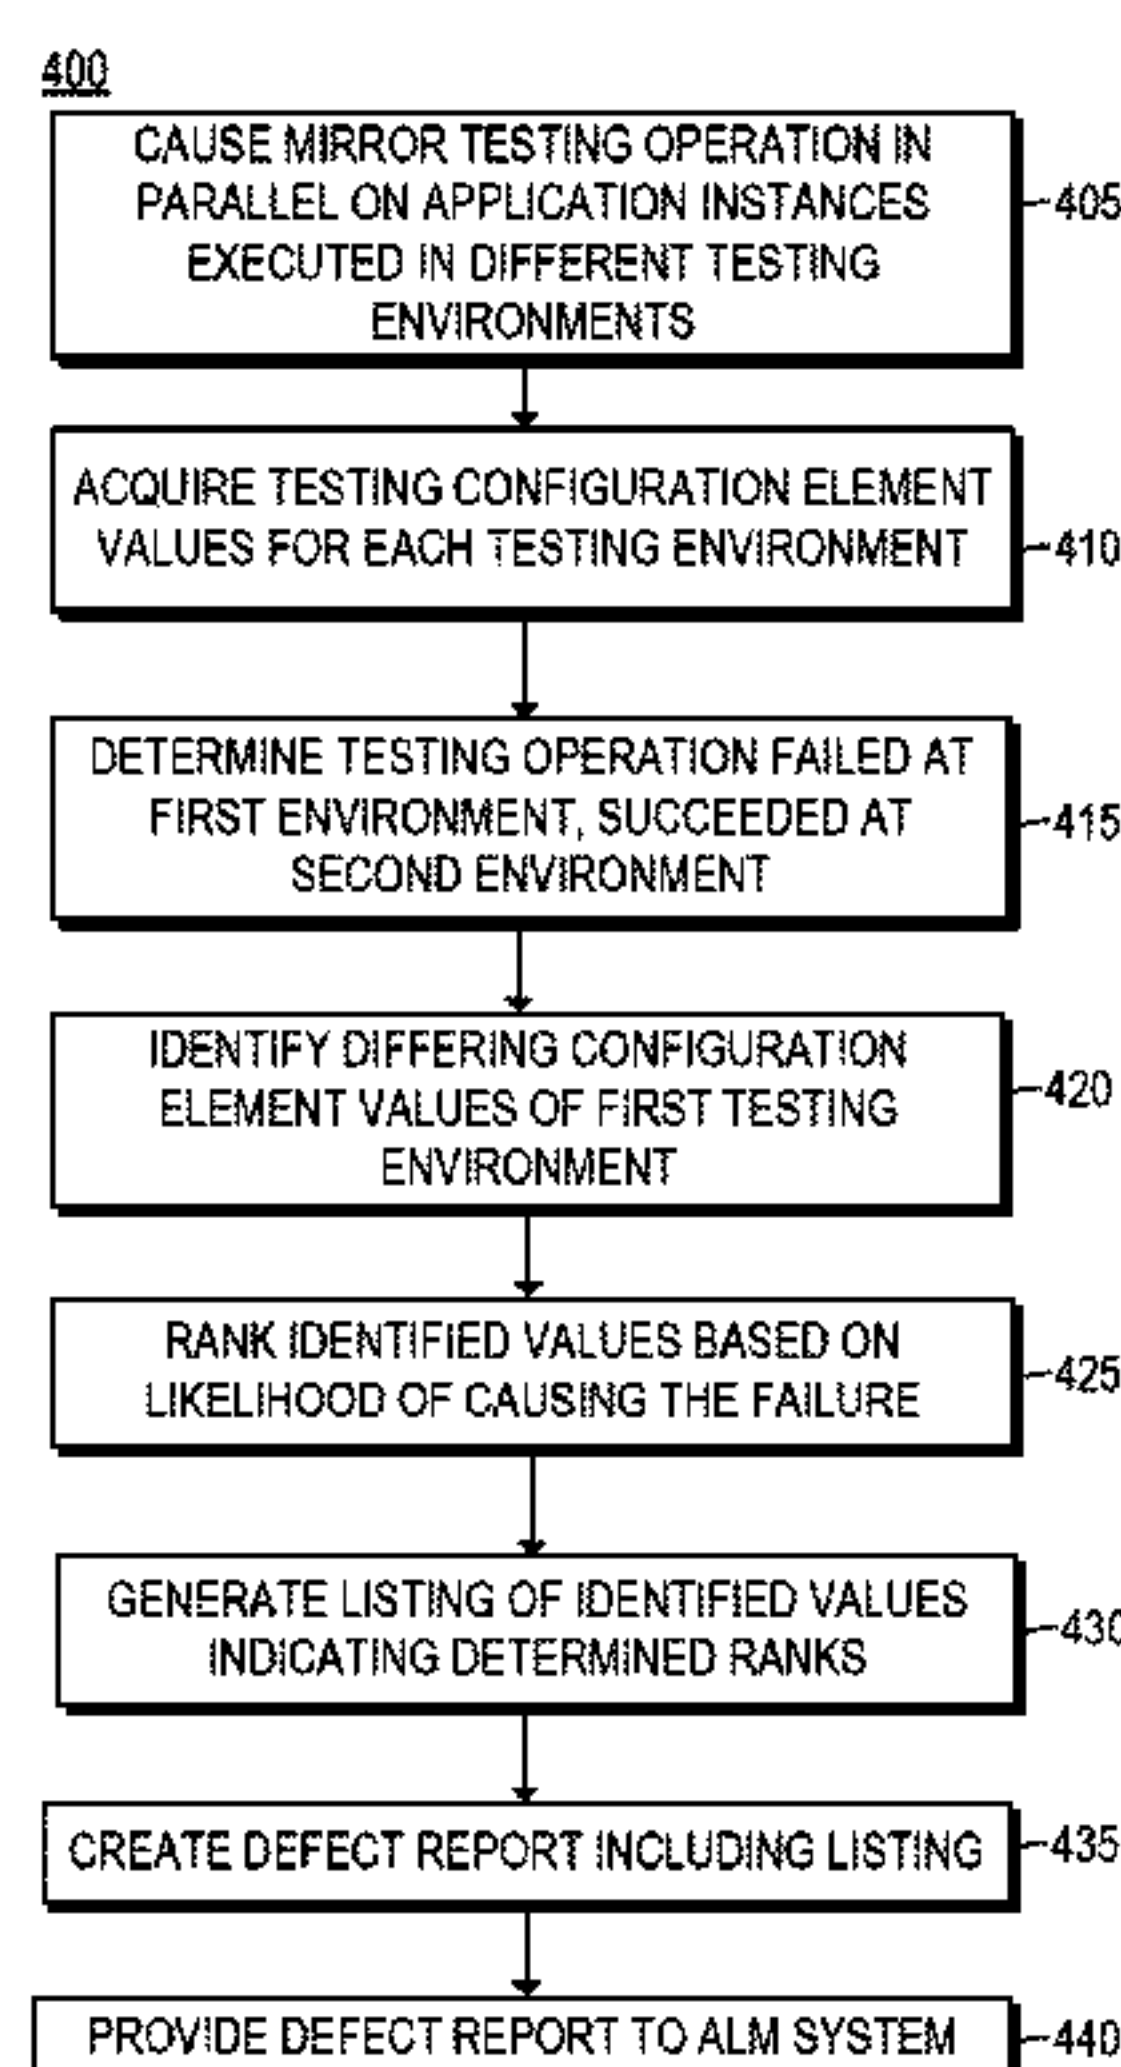 400
CAUSE MIRROR TESTING OPERATION IN
PARALLEL ON APPLICATION INSTANCES
EXECUTED IN DIFFERENT TESTING
ENVIRONMENTS
405
ACQUIRE TESTING CONFIGURATION ELEMENT
VALUES FOR EACH TESTING ENVIRONMENT
410
DETERMINE TESTING OPERATION FAILED AT
FIRST ENVIRONMENT, SUCCEEDED AT
SECOND ENVIRONMENT
415
IDENTIFY DIFFERING CONFIGURATION
ELEMENT VALUES OF FIRST TESTING
ENVIRONMENT
420
RANK IDENTIFIED VALUES BASED ON
LIKELIHOOD OF CAUSING THE FAILURE
425
GENERATE LISTING OF IDENTIFIED VALUES
INDICATING DETERMINED RANKS
430
CREATE DEFECT REPORT INCLUDING LISTING
435
PROVIDE DEFECT REPORT TO ALM SYSTEM
440